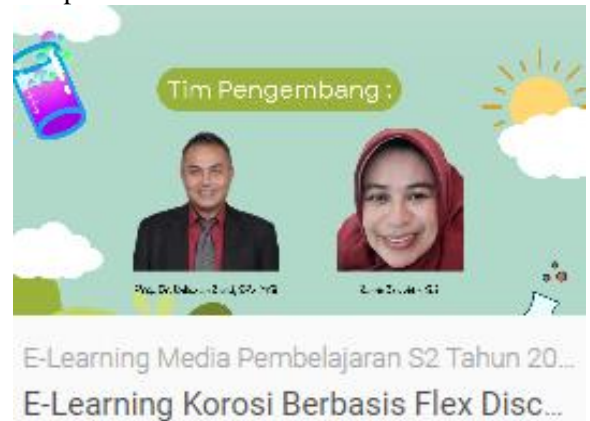 Tim Pengembang :
E-Learning Media Pembelajaran S2 Tahun 20...
E-Learning Korosi Berbasis Flex Disc...